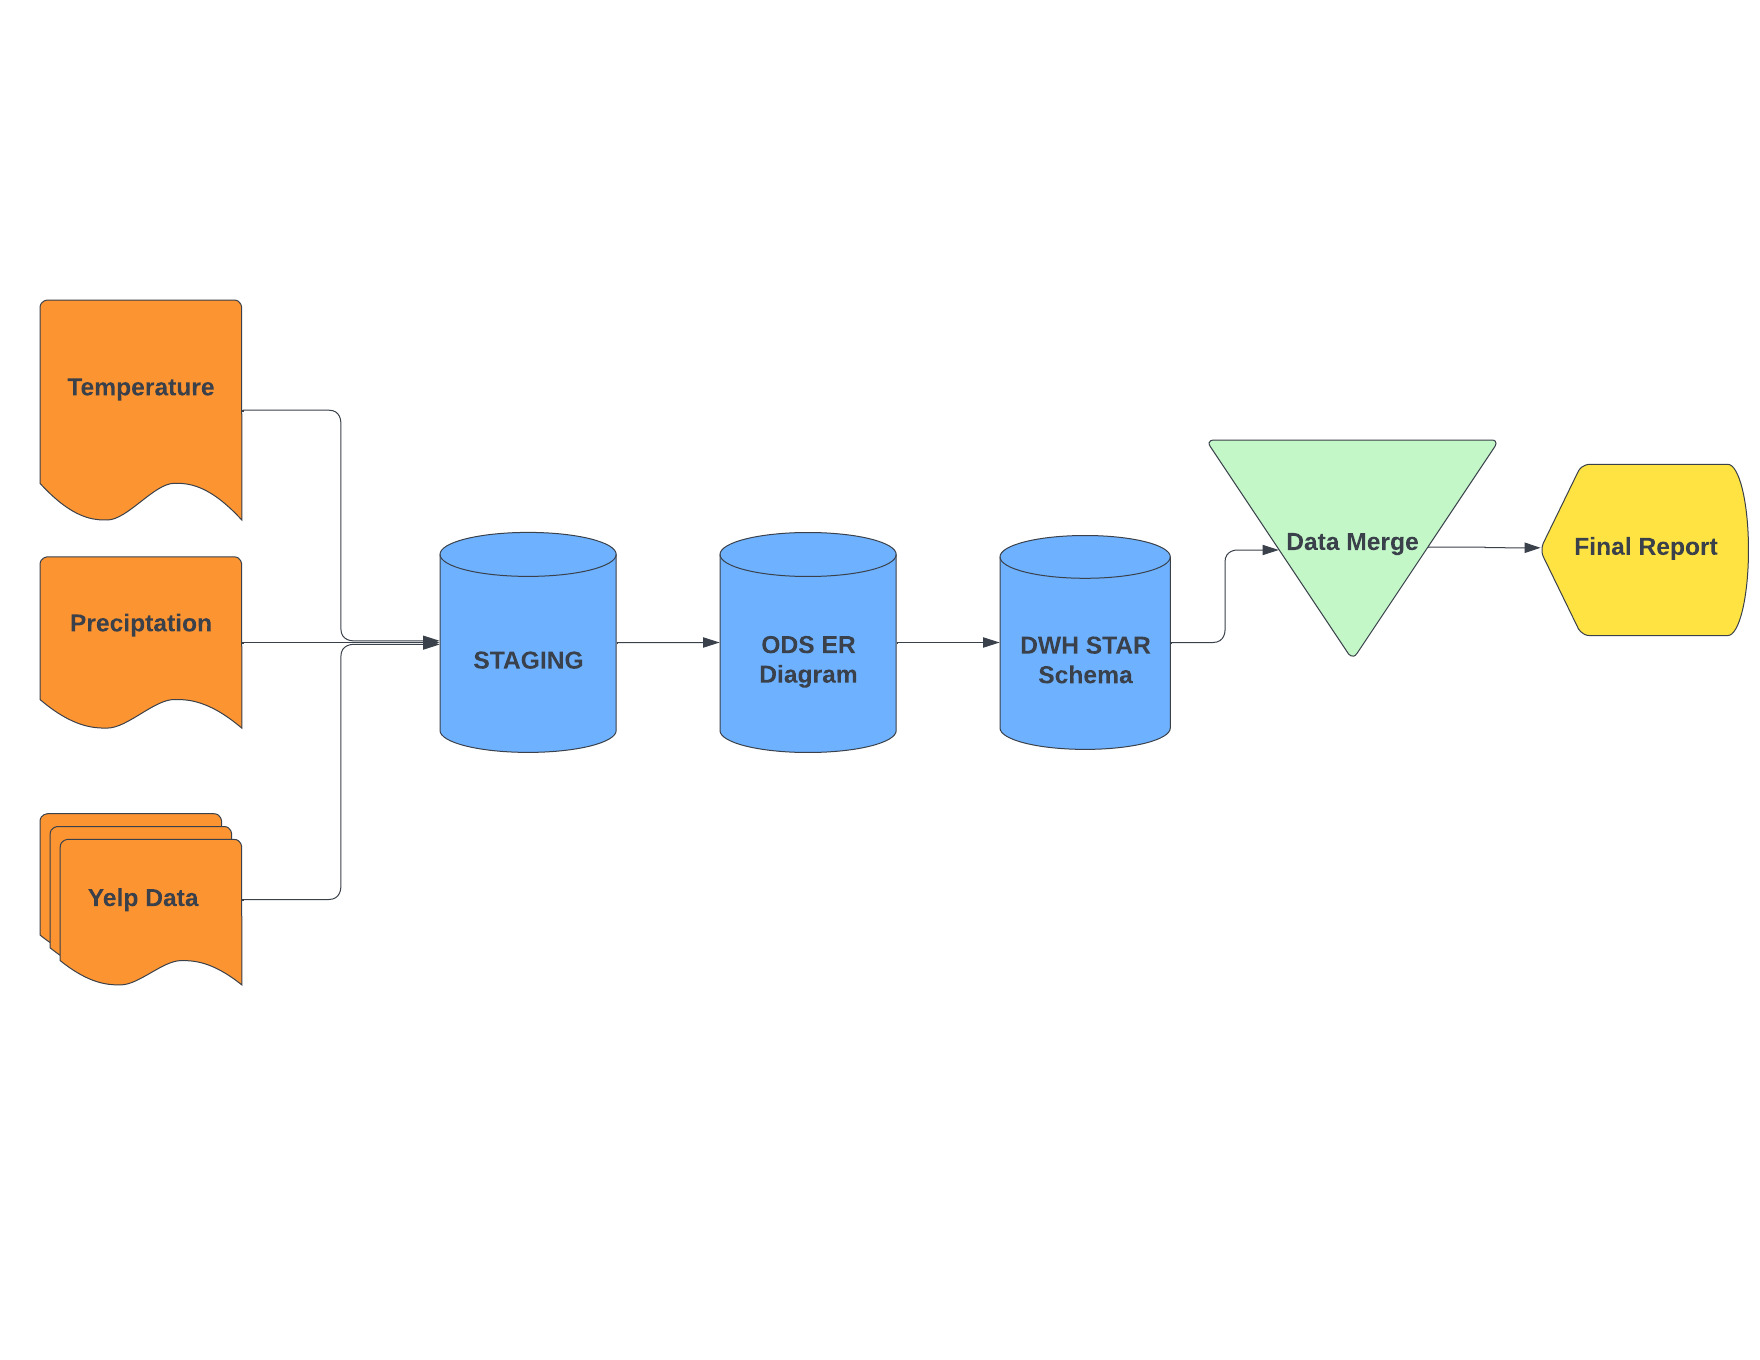 Temperature
Preciptation
Yelp Data
STAGING
ODS ER
Diagram
DWH STAR
Schema
Data Merge
Final Report